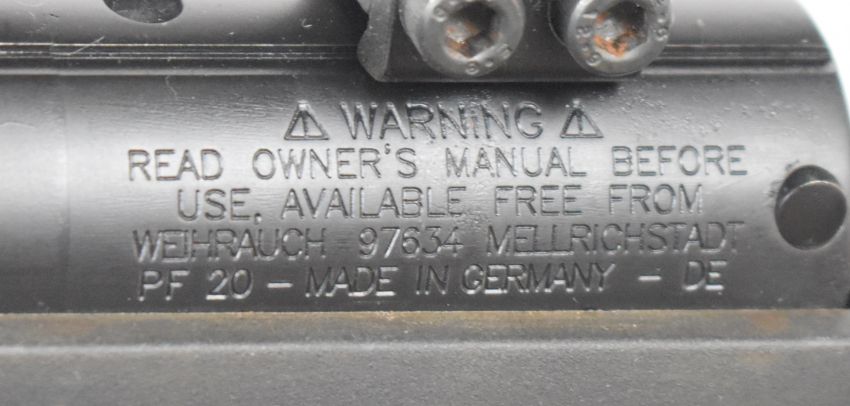 ⚠ WARNING ⚠
READ OWNER'S MANUAL BEFORE
USE, AVAILABLE FREE FROM
WEIHRAUCH 97634 MELLRICHSTADT
PF 20 - MADE IN GERMANY - DE